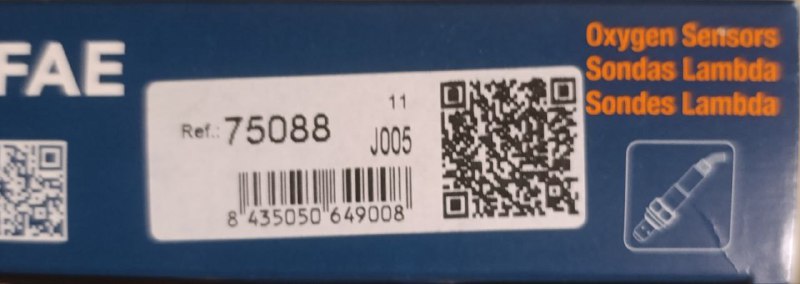 FAE
11
Ref.: 75088
J005
8 435050 649008
Oxygen Sensors
Sondas Lambda
Sondes Lambda